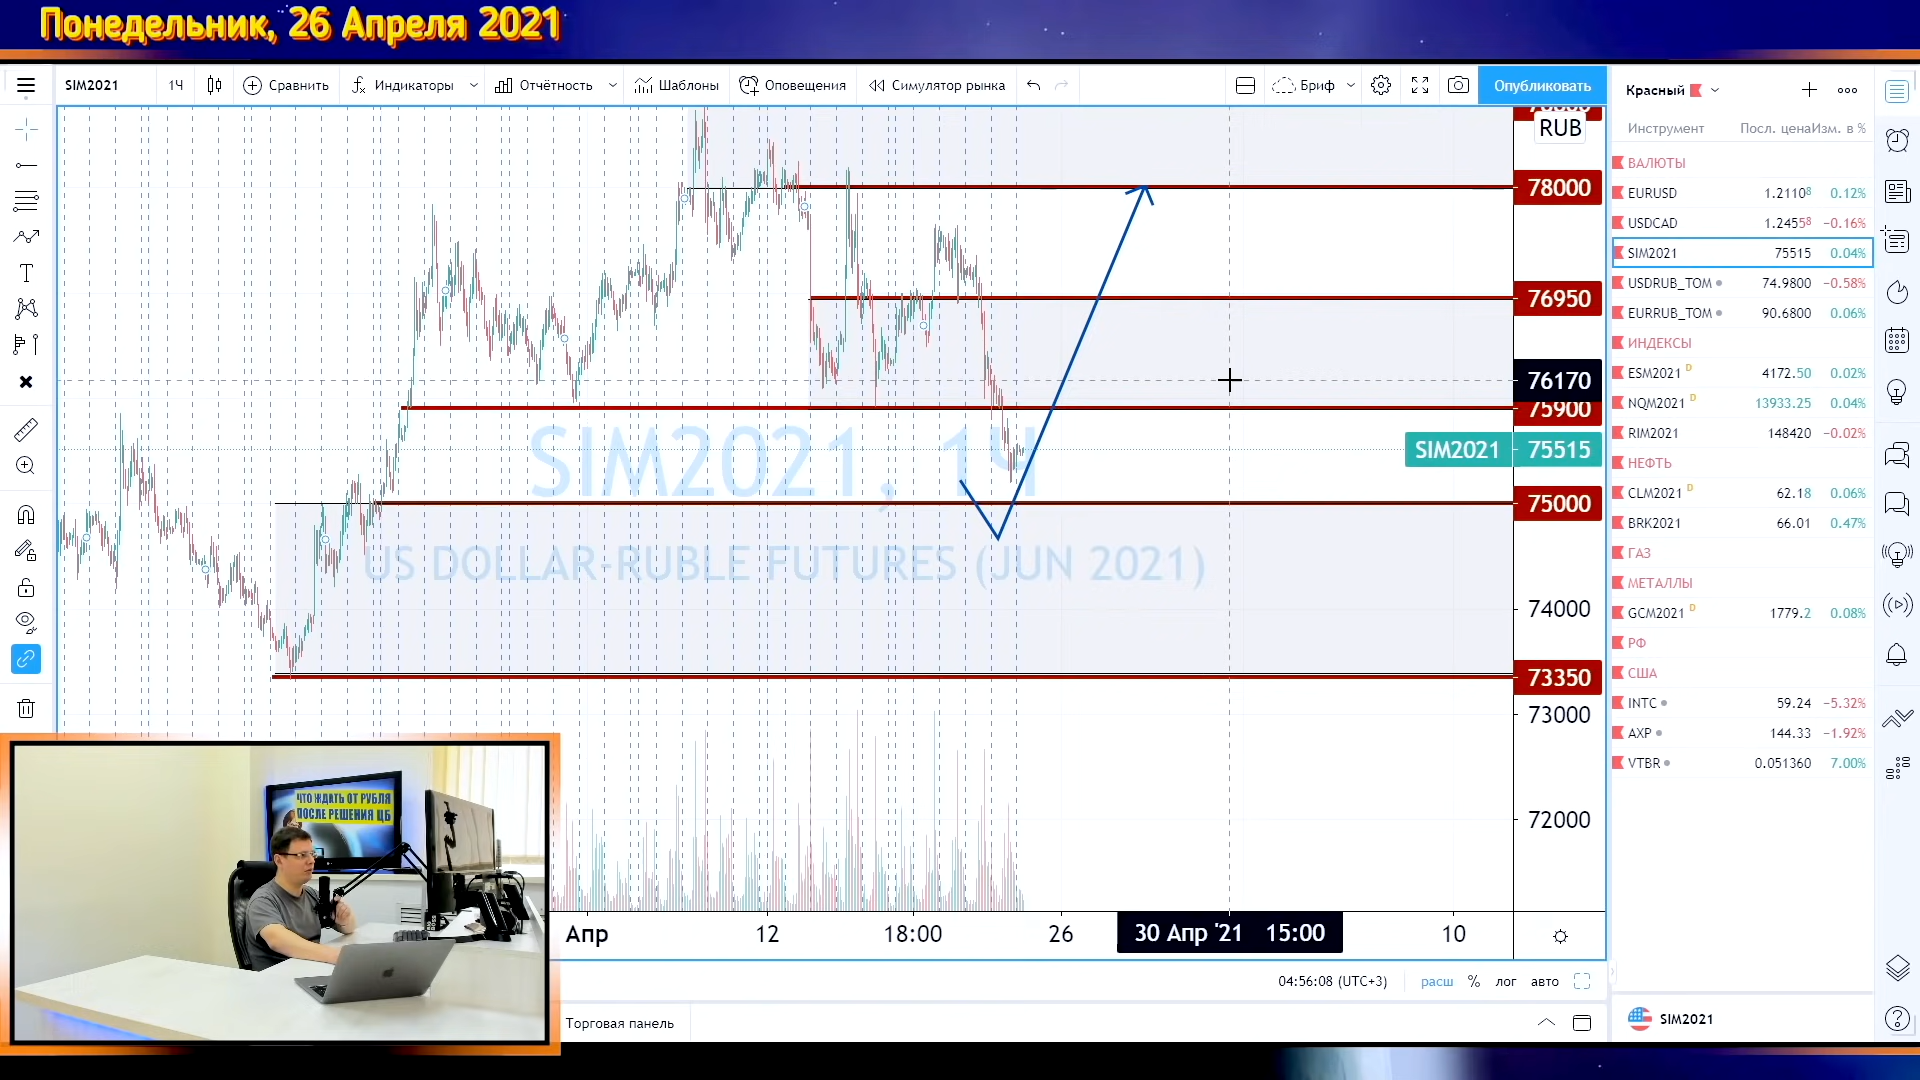 Понедельник, 26 Апреля 2021
SIM2021 1Ч Сравнить Индикаторы Отчётность Шаблоны Оповещения Симулятор рынка Бриф Опубликовать
Красный
Инструмент Посл. цена Изм. в %
ВАЛЮТЫ
EURUSD 1.21108 0.12%
USDCAD 1.24558 −0.16%
SIM2021 75515 0.04%
USDRUB_TOM 74.9800 −0.58%
EURRUB_TOM 90.6800 0.06%
ИНДЕКСЫ
ESM2021 D 4172.50 0.02%
NQM2021 D 13933.25 0.04%
RIM2021 148420 −0.02%
НЕФТЬ
CLM2021 D 62.18 0.06%
BRK2021 66.01 0.47%
ГАЗ
МЕТАЛЛЫ
GCM2021 D 1779.2 0.08%
РФ
США
INTC 59.24 −5.32%
AXP 144.33 −1.92%
VTBR 0.051360 7.00%
SIM2021
RUB
78000
76950
76170
75900
SIM2021 75515
75000
74000
73350
73000
72000
SIM2021, 1Ч
US DOLLAR-RUBLE FUTURES (JUN 2021)
Апр 12 18:00 26 30 Апр '21 15:00 10
04:56:08 (UTC+3) расш % лог авто
Торговая панель
ЧТО ЖДАТЬ ОТ РУБЛЯ
ПОСЛЕ РЕШЕНИЯ ЦБ